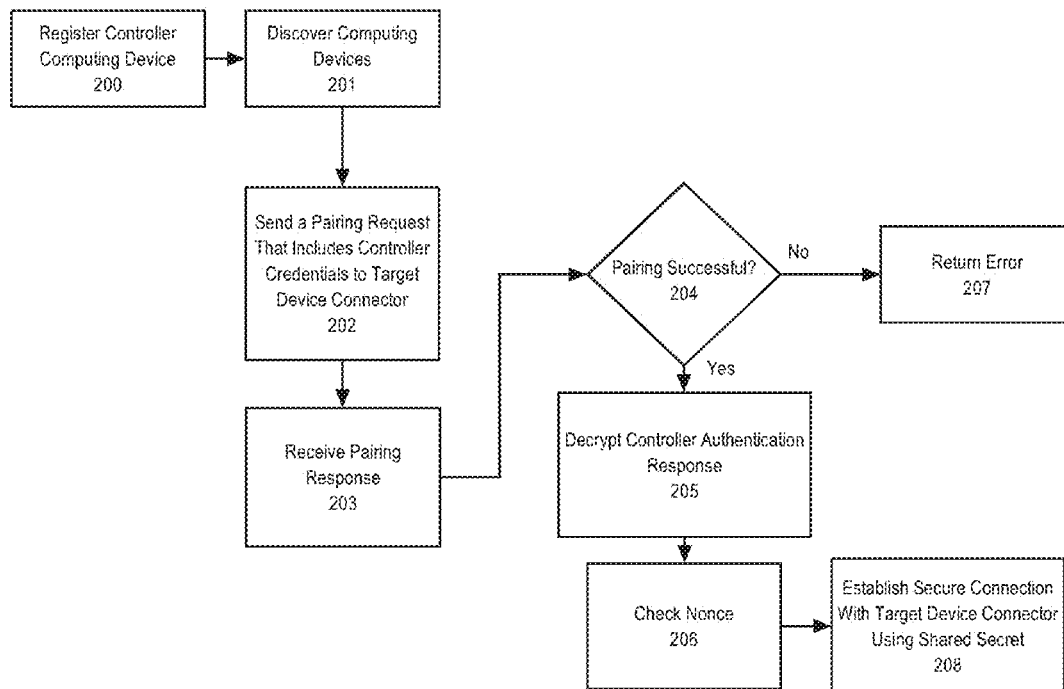 Register Controller
Computing Device
200
Discover Computing
Devices
201
Send a Pairing Request
That Includes Controller
Credentials to Target
Device Connector
202
Receive Pairing
Response
203
Pairing Successful?
204
No
Return Error
207
Yes
Decrypt Controller Authentication
Response
205
Check Nonce
206
Establish Secure Connection
With Target Device Connector
Using Shared Secret
208